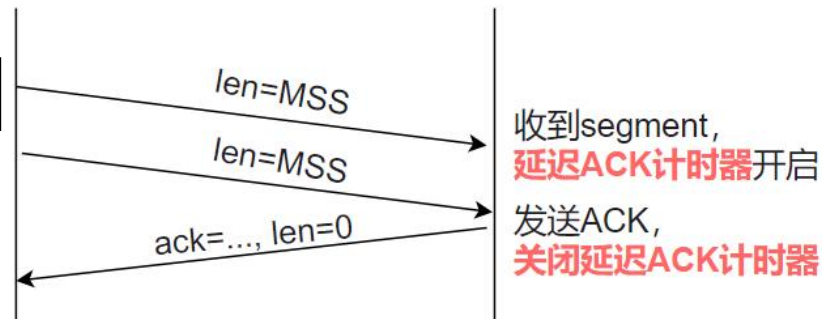 len=MSS
收到segment,
延迟ACK计时器开启
len=MSS
发送ACK,
关闭延迟ACK计时器
ack=..., len=0